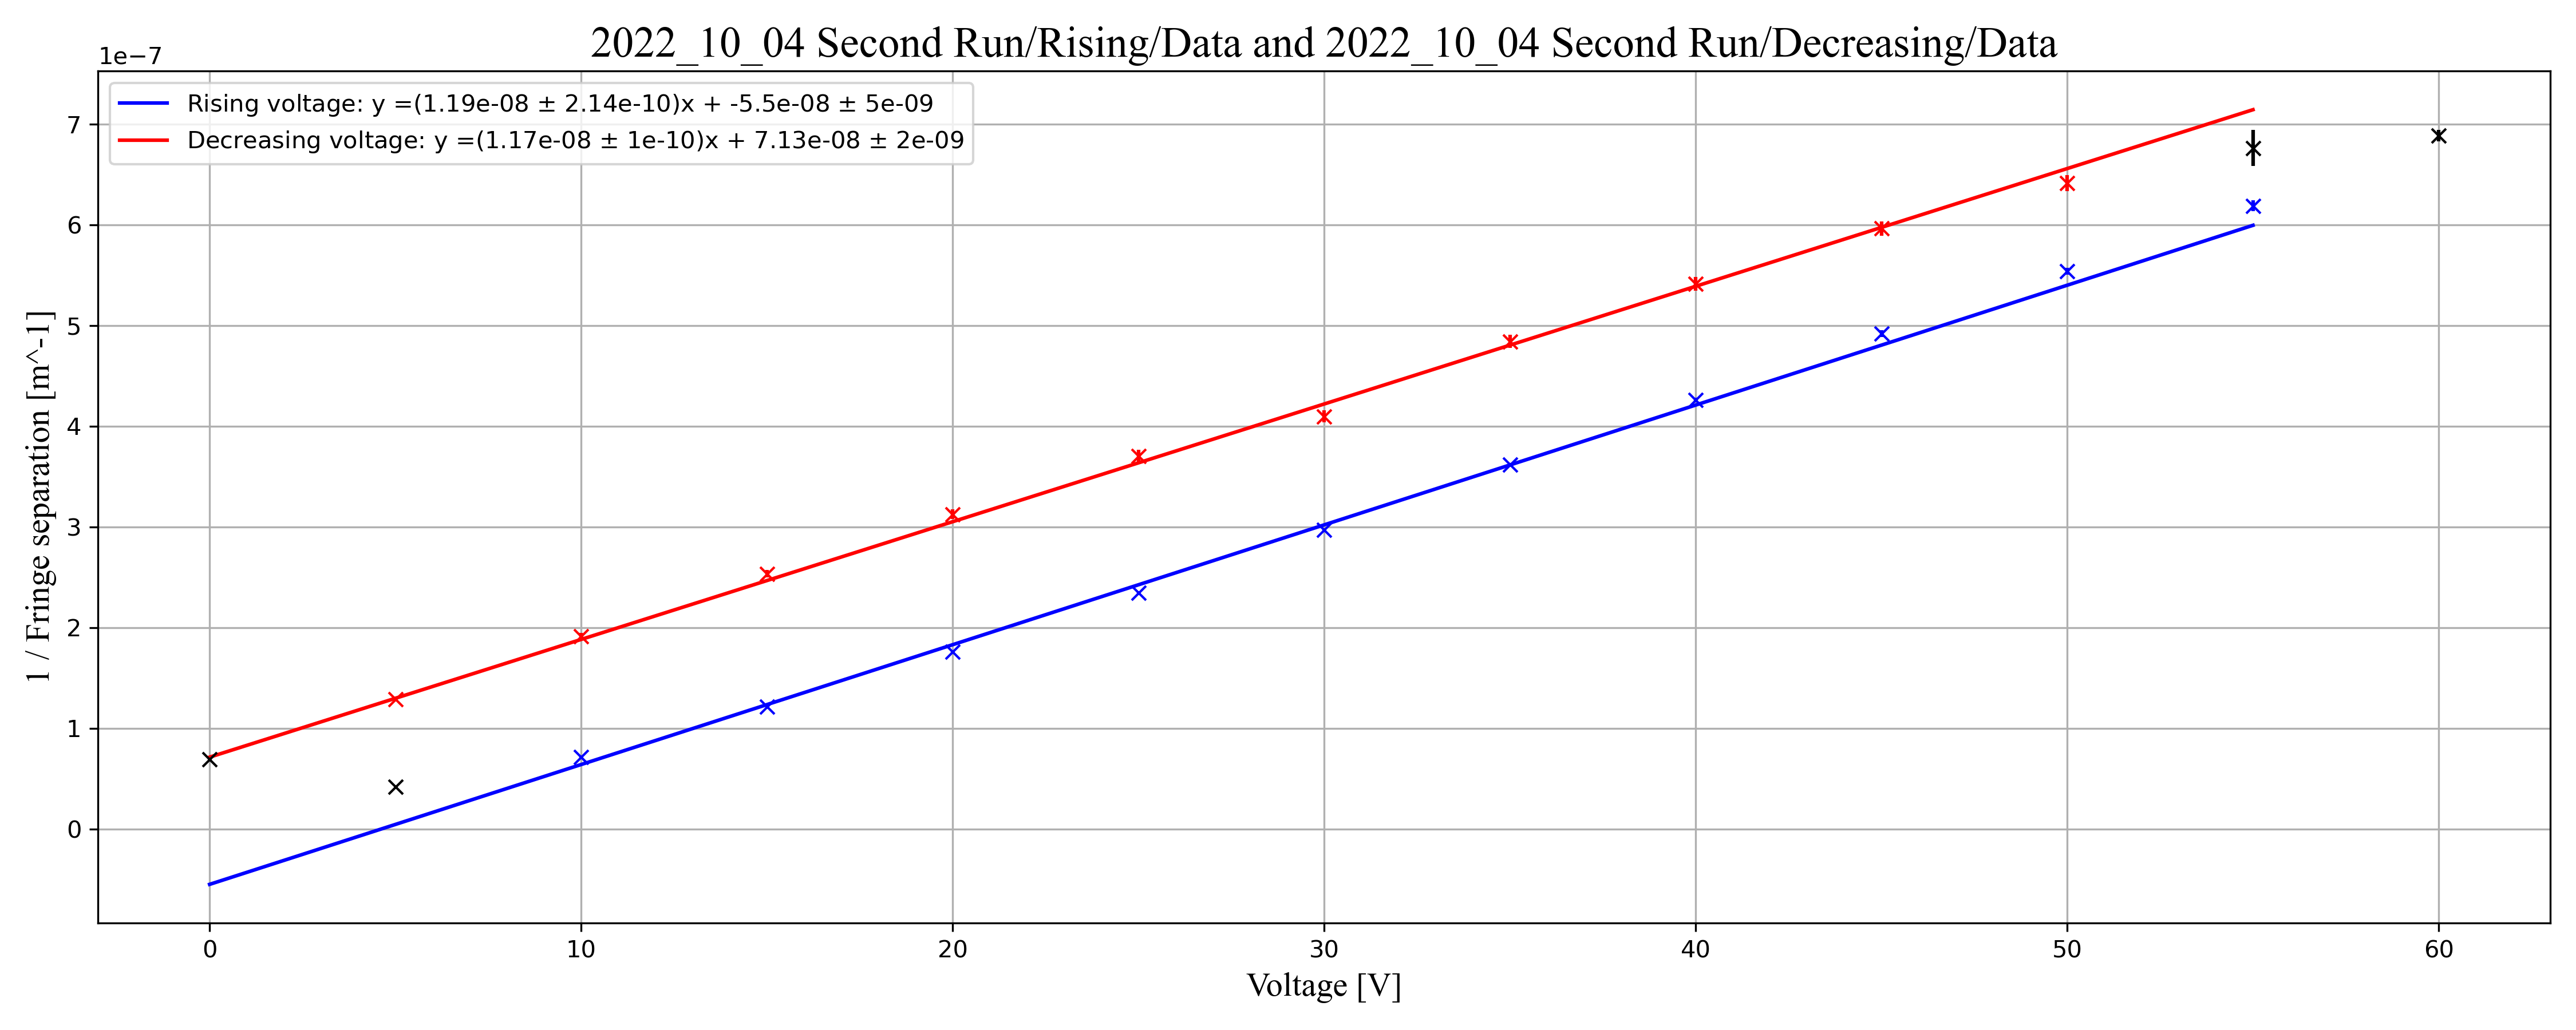 2022_10_04 Second Run/Rising/Data and 2022_10_04 Second Run/Decreasing/Data
1e−7
Rising voltage: y =(1.19e-08 ± 2.14e-10)x + -5.5e-08 ± 5e-09
Decreasing voltage: y =(1.17e-08 ± 1e-10)x + 7.13e-08 ± 2e-09
7
6
5
4
3
2
1
0
1 / Fringe separation [m^-1]
0 10 20 30 40 50 60
Voltage [V]